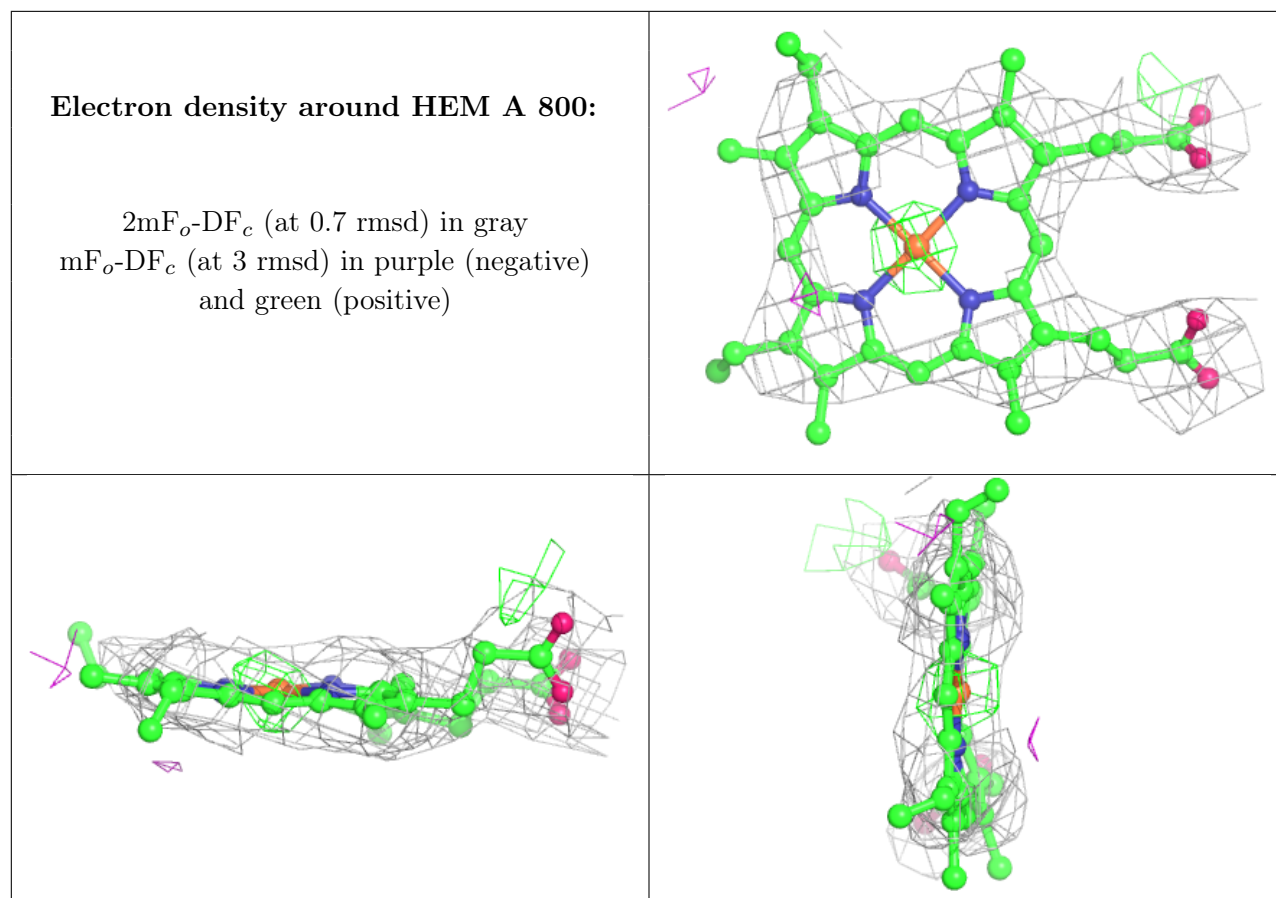 Electron density around HEM A 800:
2mFo-DFc (at 0.7 rmsd) in gray
mFo-DFc (at 3 rmsd) in purple (negative)
and green (positive)